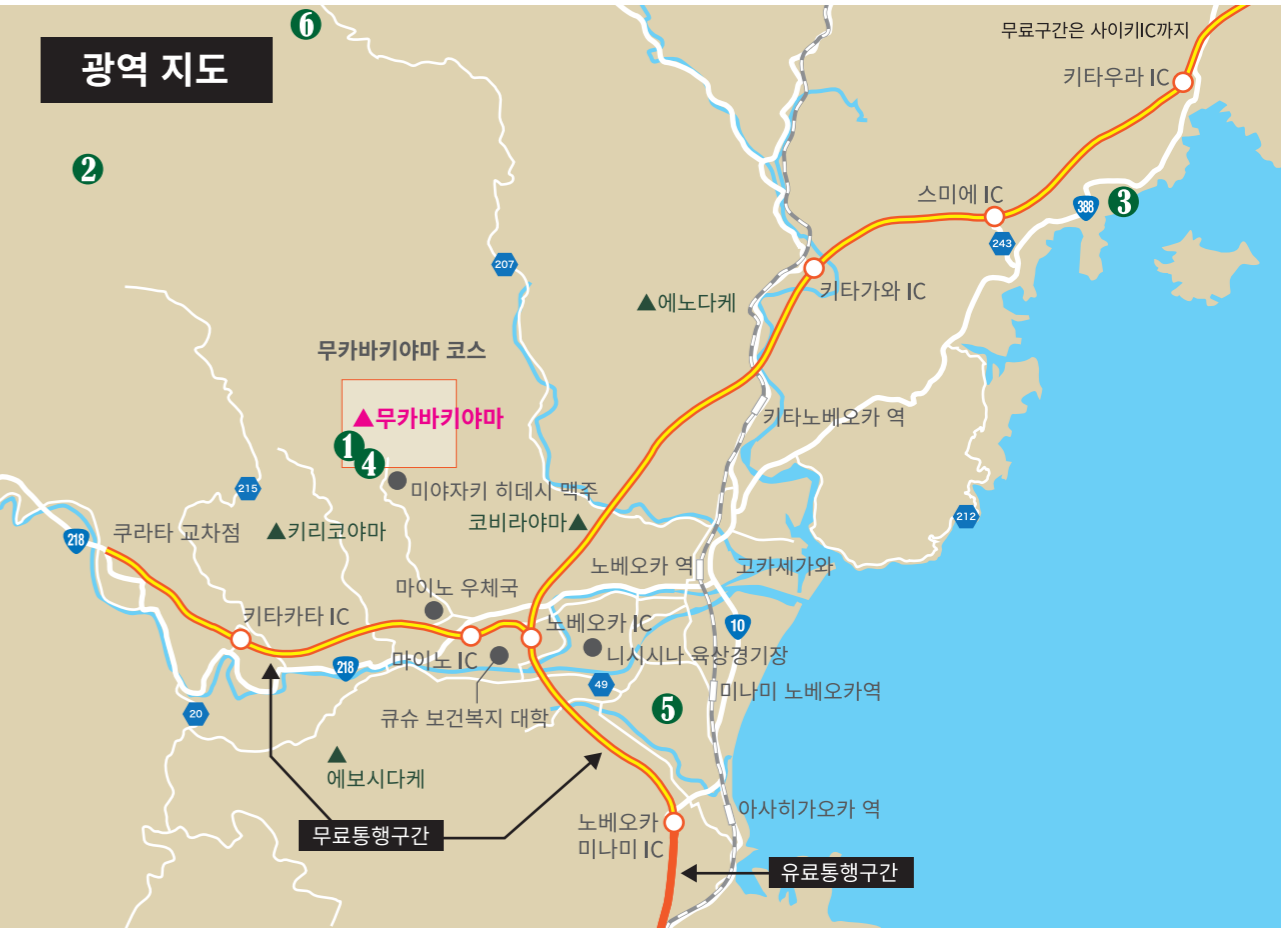 6
무료구간은 사이키IC까지
광역 지도
키타우라 IC
2
스미에 IC
3
388
243
207
키타가와 IC
▲에노다케
무카바키야마 코스
▲무카바키야마
키타노베오카 역
1
4
미야자키 히데시 맥주
215
코비라야마▲
212
쿠라타 교차점
▲키리코야마
218
노베오카 역
고카세가와
마이노 우체국
키타카타 IC
노베오카 IC
10
마이노 IC
니시시나 육상경기장
218
49
미나미 노베오카역
20
큐슈 보건복지 대학
5
▲
에보시다케
아사히가오카 역
무료통행구간
노베오카
미나미 IC
유료통행구간